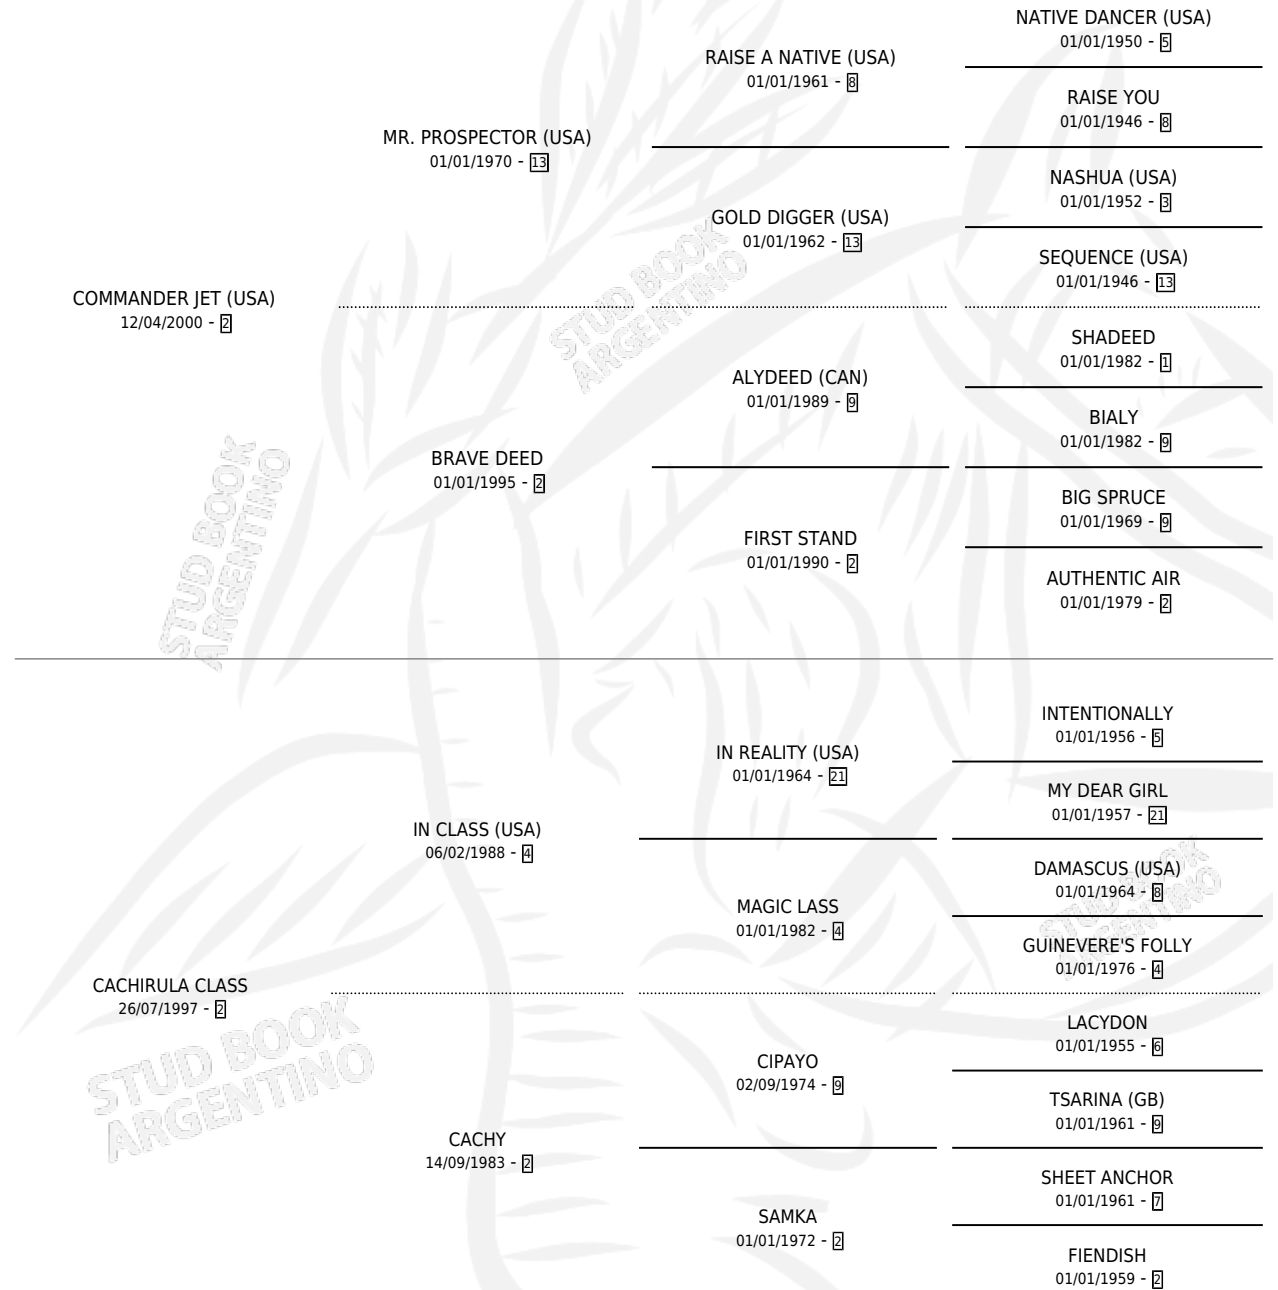 NATIVE DANCER (USA)
01/01/1950 - 5
RAISE A NATIVE (USA)
01/01/1961 - 8
RAISE YOU
01/01/1946 - 8
MR. PROSPECTOR (USA)
01/01/1970 - 13
NASHUA (USA)
01/01/1952 - 3
GOLD DIGGER (USA)
01/01/1962 - 13
SEQUENCE (USA)
01/01/1946 - 13
COMMANDER JET (USA)
12/04/2000 - 2
SHADEED
01/01/1982 - 1
ALYDEED (CAN)
01/01/1989 - 9
BIALY
01/01/1982 - 9
BRAVE DEED
01/01/1995 - 2
BIG SPRUCE
01/01/1969 - 9
FIRST STAND
01/01/1990 - 2
AUTHENTIC AIR
01/01/1979 - 2
INTENTIONALLY
01/01/1956 - 5
IN REALITY (USA)
01/01/1964 - 21
MY DEAR GIRL
01/01/1957 - 21
IN CLASS (USA)
06/02/1988 - 4
DAMASCUS (USA)
01/01/1964 - 8
MAGIC LASS
01/01/1982 - 4
GUINEVERE'S FOLLY
01/01/1976 - 4
CACHIRULA CLASS
26/07/1997 - 2
LACYDON
01/01/1955 - 6
CIPAYO
02/09/1974 - 9
TSARINA (GB)
01/01/1961 - 9
CACHY
14/09/1983 - 2
SHEET ANCHOR
01/01/1961 - 7
SAMKA
01/01/1972 - 2
FIENDISH
01/01/1959 - 2
STUD BOOK
ARGENTINO
STUD BOOK
ARGENTINO
STUD BOOK
ARGENTINO
STUD BOOK
ARGENTINO